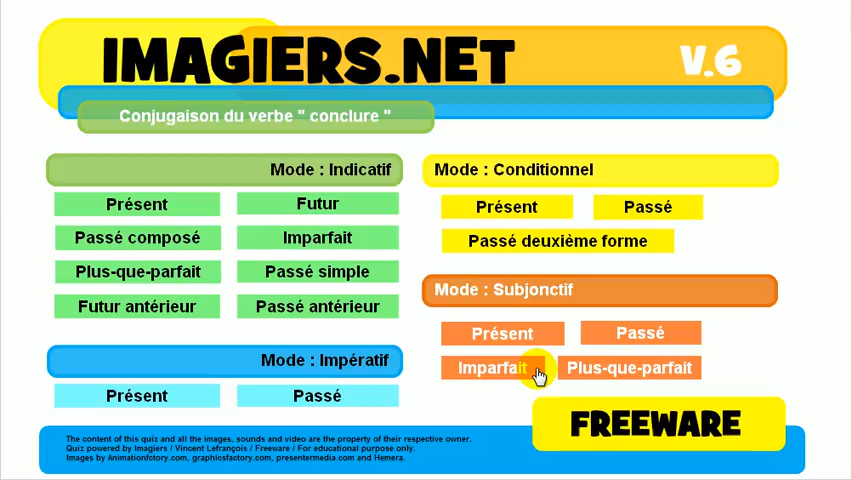 IMAGIERS.NET
V.6
Conjugaison du verbe " conclure "
Mode : Indicatif
Présent
Futur
Passé composé
Imparfait
Plus-que-parfait
Passé simple
Futur antérieur
Passé antérieur
Mode : Impératif
Présent
Passé
Mode : Conditionnel
Présent
Passé
Passé deuxième forme
Mode : Subjonctif
Présent
Passé
Imparfait
Plus-que-parfait
FREEWARE
The content of this quiz and all the images, sounds and video are the property of their respective owner.
Quiz powered by Imagiers / Vincent Lefrançois / Freeware / For educational purpose only.
Images by Animationfctory.com, graphicsfactory.com, presentermedia.com and Hemera.